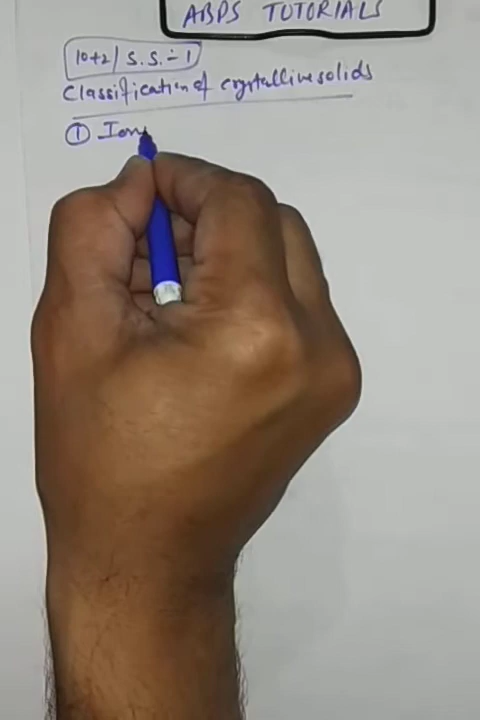 ABPS TUTORIALS
10+2/ S.S.-1
Classification of crystalline solids
① Ion